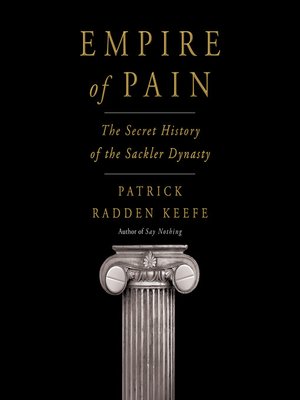 EMPIRE
of PAIN
The Secret History
of the Sackler Dynasty
PATRICK
RADDEN KEEFE
Author of Say Nothing